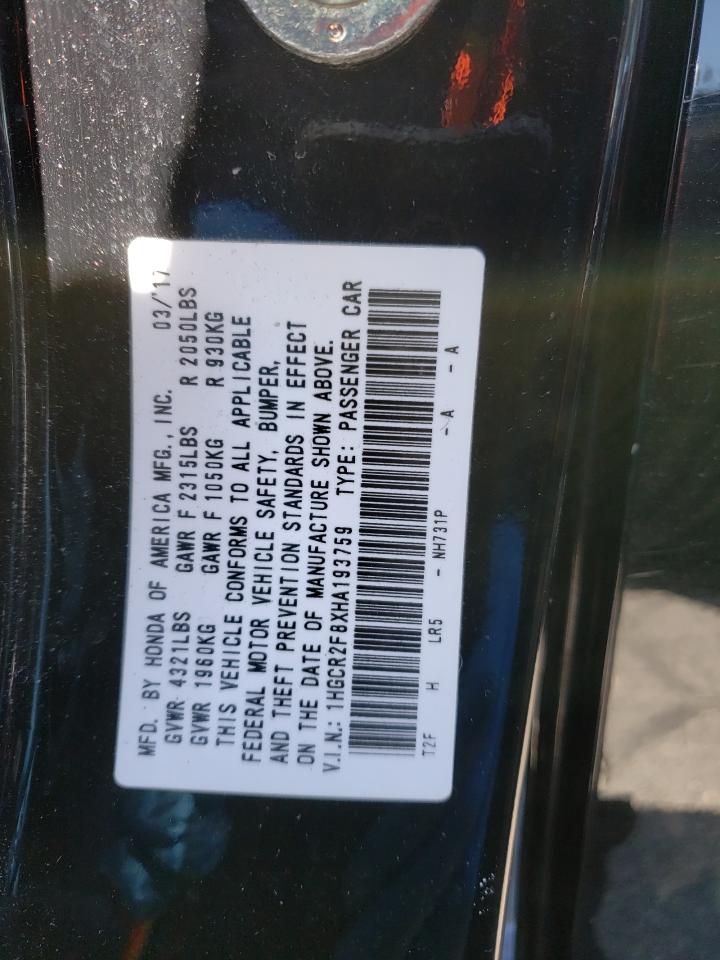 MFD. BY HONDA OF AMERICA MFG., INC. 03/17
GVWR 4321LBS GAWR F 2315LBS R 2050LBS
GVWR 1960KG GAWR F 1050KG R 930KG
THIS VEHICLE CONFORMS TO ALL APPLICABLE
FEDERAL MOTOR VEHICLE SAFETY, BUMPER,
AND THEFT PREVENTION STANDARDS IN EFFECT
ON THE DATE OF MANUFACTURE SHOWN ABOVE.
V.I.N.: 1HGCR2F8XHA193759 TYPE: PASSENGER CAR
T2F H LR5 - NH731P - A - A